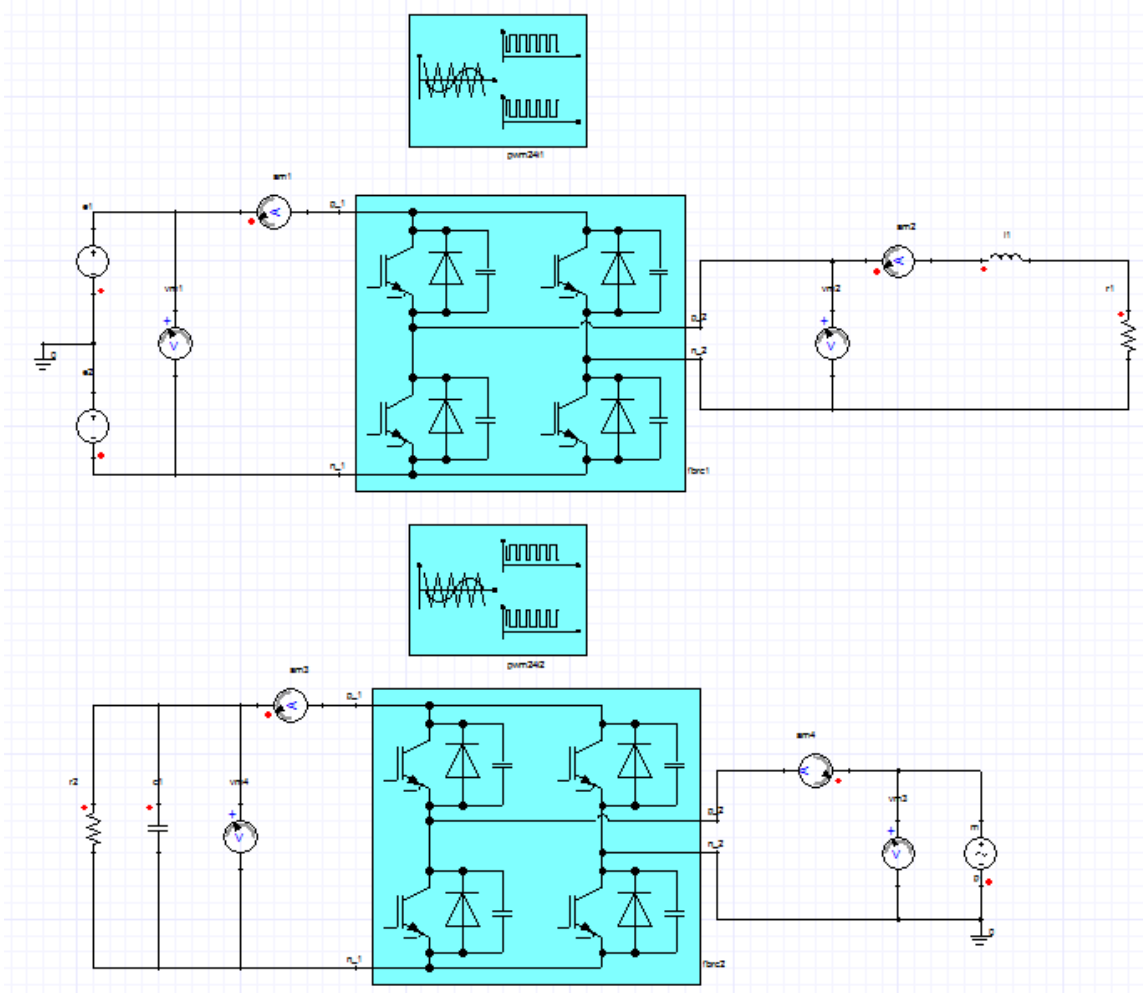 pwm24l1
am1
e1
p_1
am2
l1
vm1
vm2
r1
p_2
g
n_2
e2
n_1
fbrc1
pwm24l2
am3
p_1
am4
r2
c1
vm4
vm3
p_2
m
n_2
p
g
n_1
fbrc2